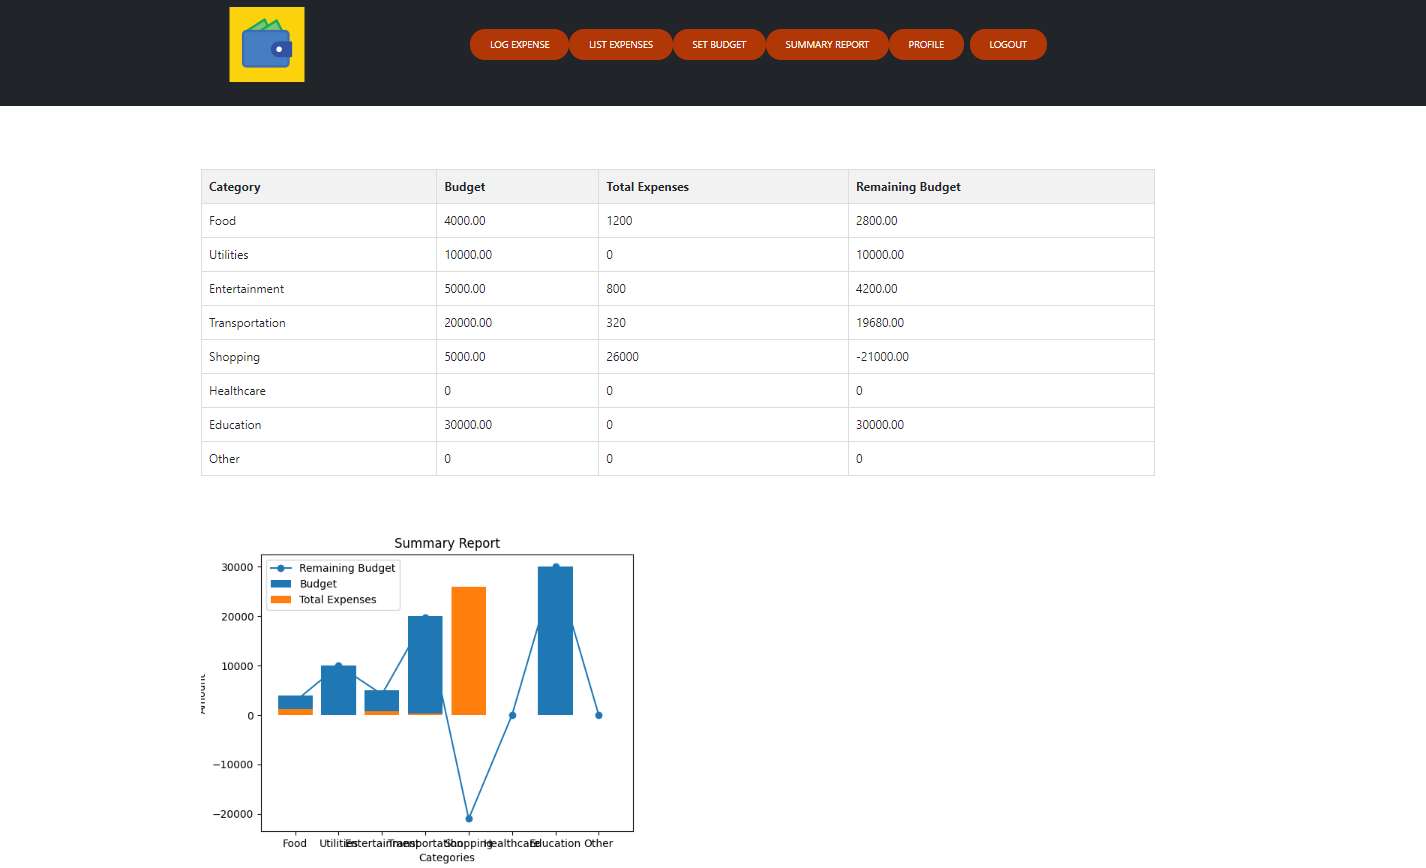 LOG EXPENSE LIST EXPENSES SET BUDGET SUMMARY REPORT PROFILE LOGOUT
Category Budget Total Expenses Remaining Budget
Food 4000.00 1200 2800.00
Utilities 10000.00 0 10000.00
Entertainment 5000.00 800 4200.00
Transportation 20000.00 320 19680.00
Shopping 5000.00 26000 -21000.00
Healthcare 0 0 0
Education 30000.00 0 30000.00
Other 0 0 0
Summary Report
Remaining Budget
Budget
Total Expenses
30000
20000
10000
0
−10000
−20000
Amount
Food Utilities Entertainment Transportation Shopping Healthcare Education Other
Categories